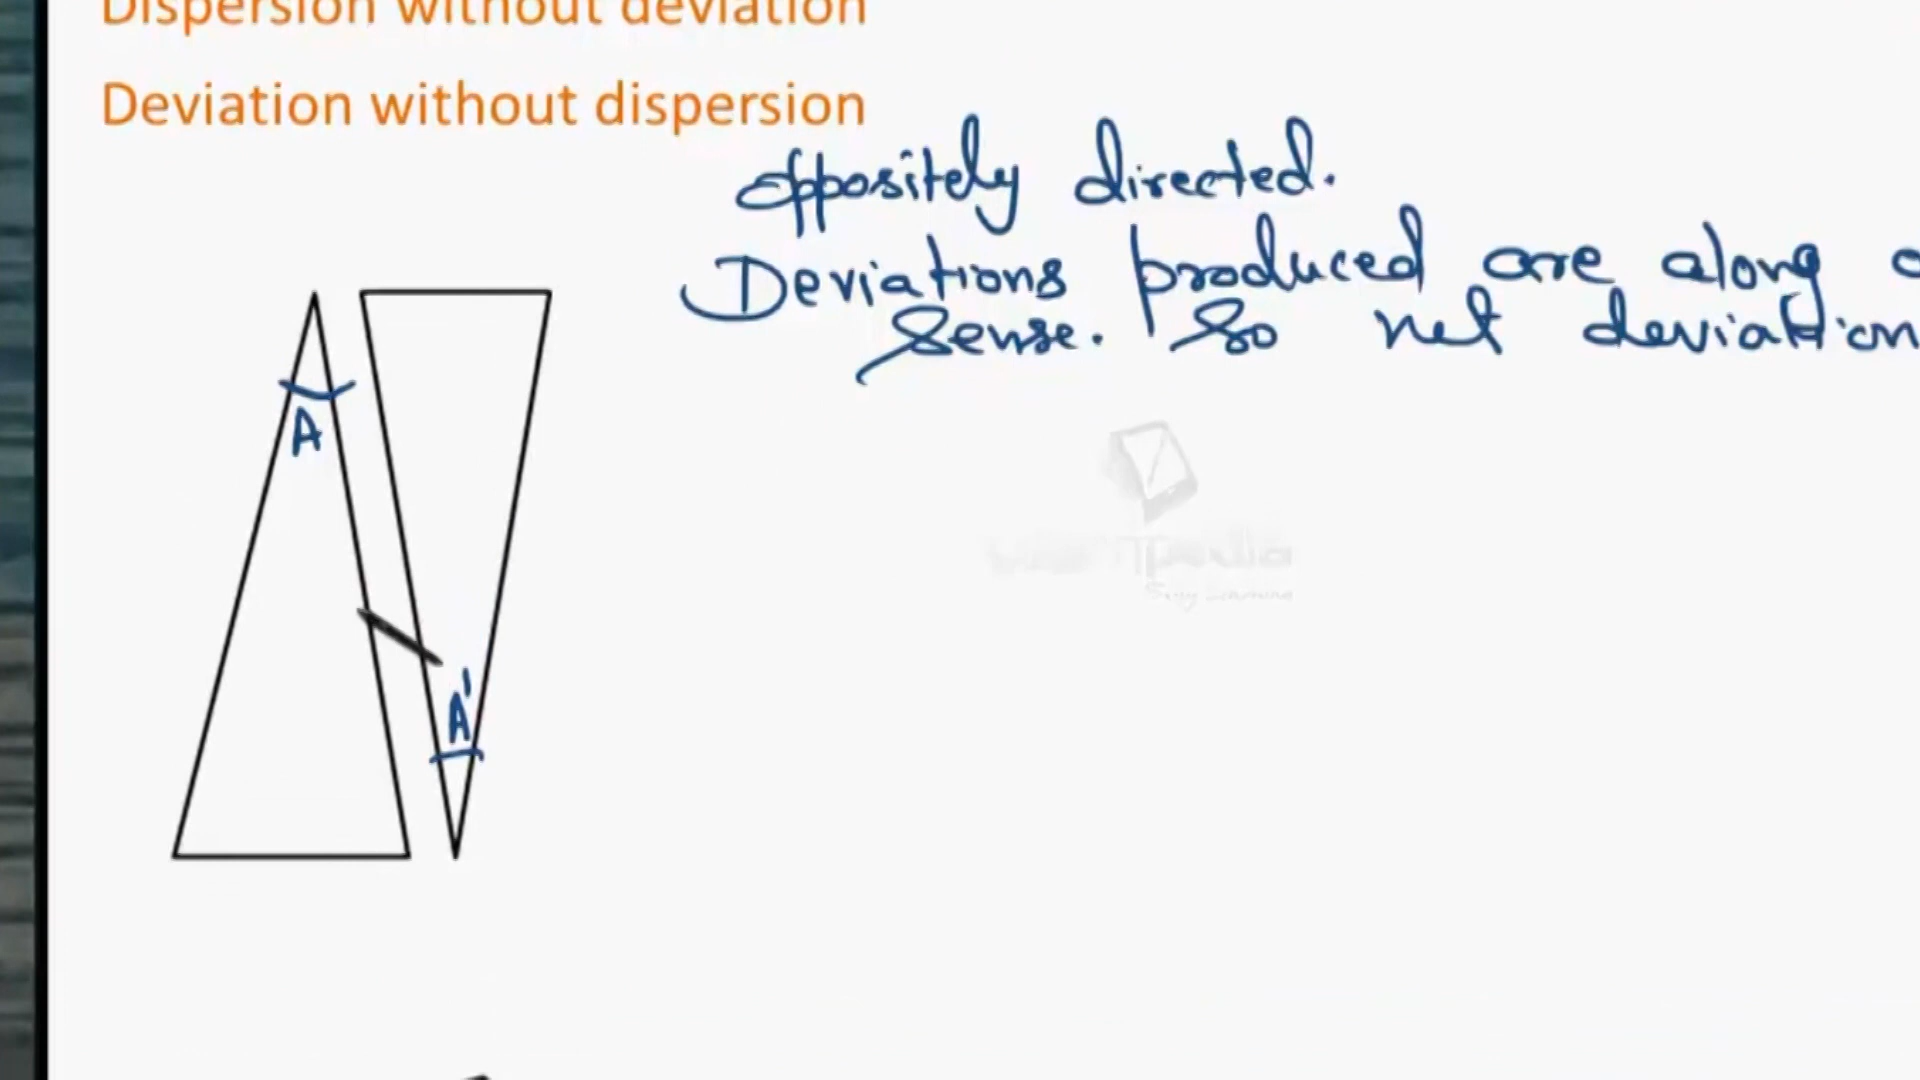 Dispersion without deviation
Deviation without dispersion
oppositely directed.
Deviations produced are along
sense. So net deviation
A
A'